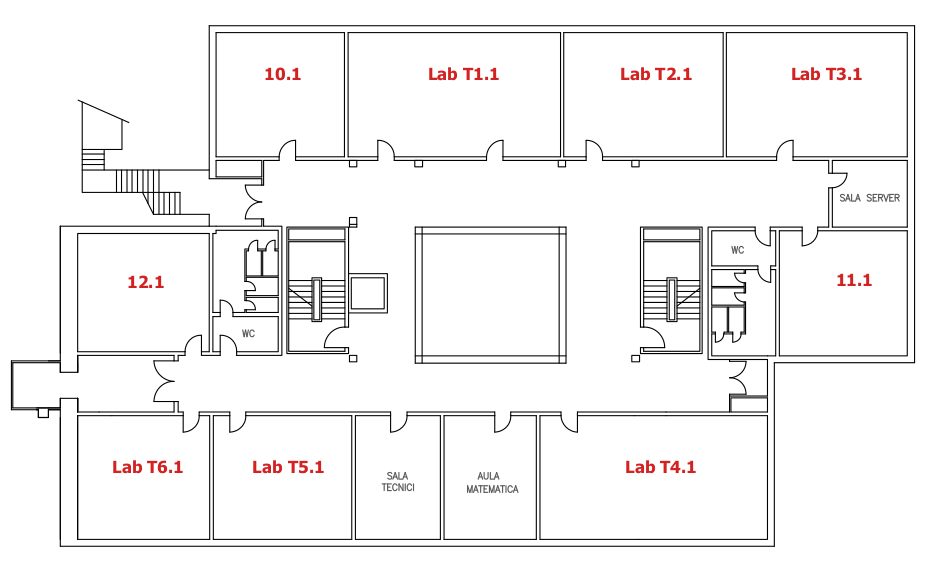 10.1
Lab T1.1
Lab T2.1
Lab T3.1
SALA SERVER
12.1
WC
WC
11.1
Lab T6.1
Lab T5.1
SALA
TECNICI
AULA
MATEMATICA
Lab T4.1